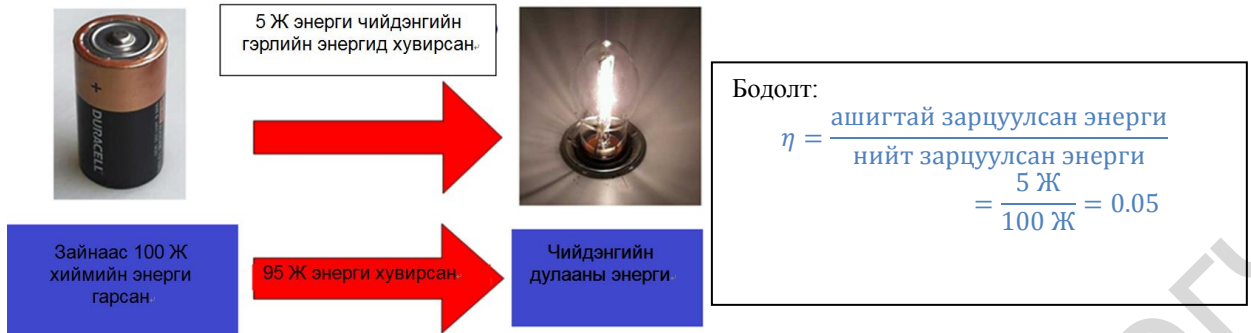 5 Ж энерги чийдэнгийн
гэрлийн энергид хувирсан.
+
DURACELL
Зайнаас 100 Ж
химийн энерги
гарсан.
95 Ж энерги хувирсан.
Чийдэнгийн
дулааны энерги.
Бодолт:
η = ашигтай зарцуулсан энерги
нийт зарцуулсан энерги
= 5 Ж
100 Ж = 0.05